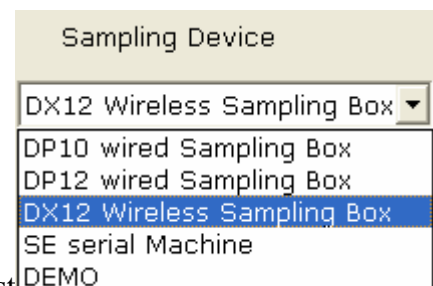 Sampling Device
DX12 Wireless Sampling Box
DP10 wired Sampling Box
DP12 wired Sampling Box
DX12 Wireless Sampling Box
SE serial Machine
DEMO